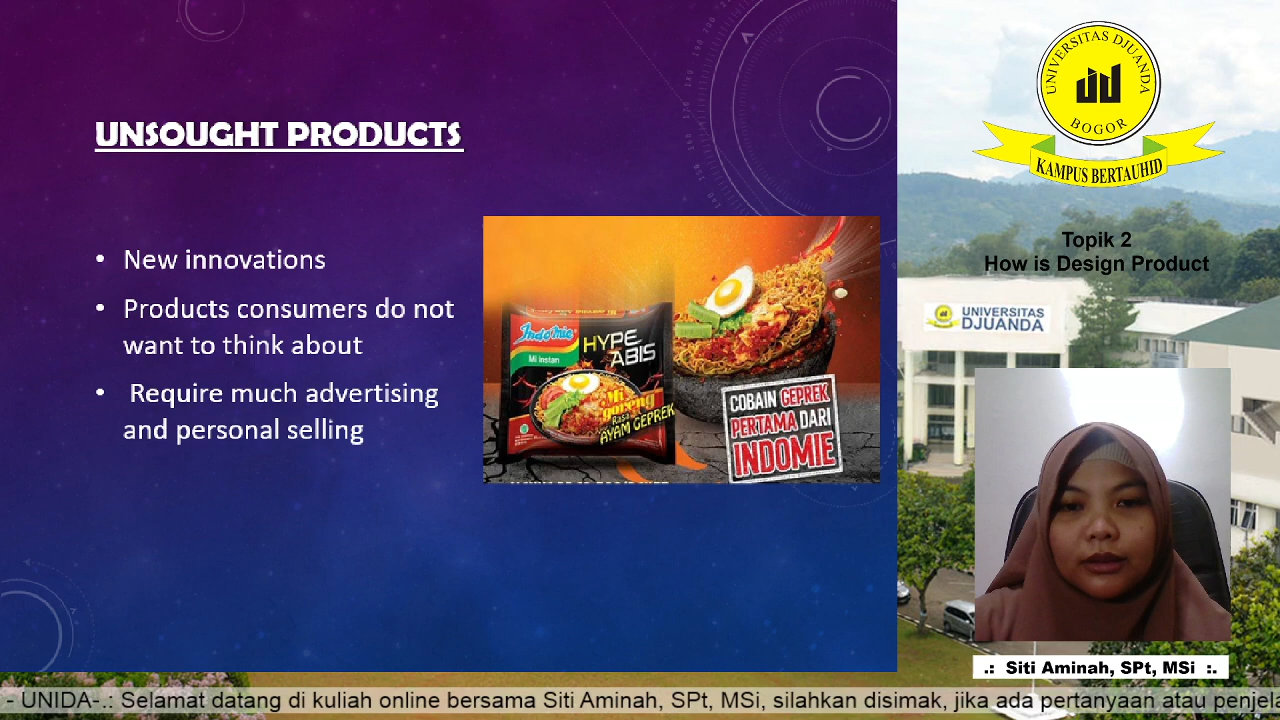 UNSOUGHT PRODUCTS
• New innovations
• Products consumers do not
want to think about
• Require much advertising
and personal selling
Indomie
Mi Instan
HYPE
ABIS
Mi
goreng
Rasa
AYAM GEPREK
COBAIN GEPREK
PERTAMA DARI
INDOMIE
UNIVERSITAS DJUANDA
BOGOR
KAMPUS BERTAUHID
Topik 2
How is Design Product
UNIVERSITAS
DJUANDA
.: Siti Aminah, SPt, MSi :.
- UNIDA-.: Selamat datang di kuliah online bersama Siti Aminah, SPt, MSi, silahkan disimak, jika ada pertanyaan atau penjela